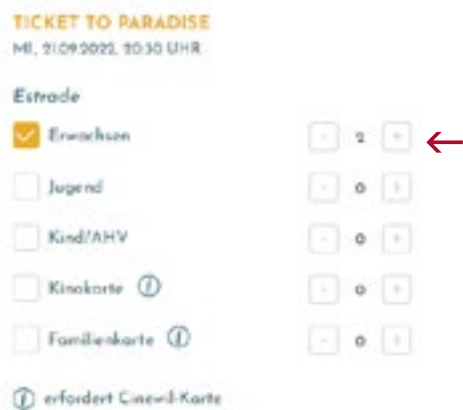 TICKET TO PARADISE
MI, 21.09.2022, 20:30 UHR
Estrade
Erwachsen - 2 +
Jugend - 0 +
Kind/AHV - 0 +
Kinokarte i - 0 +
Familienkarte i - 0 +
i erfordert Cinewil-Karte